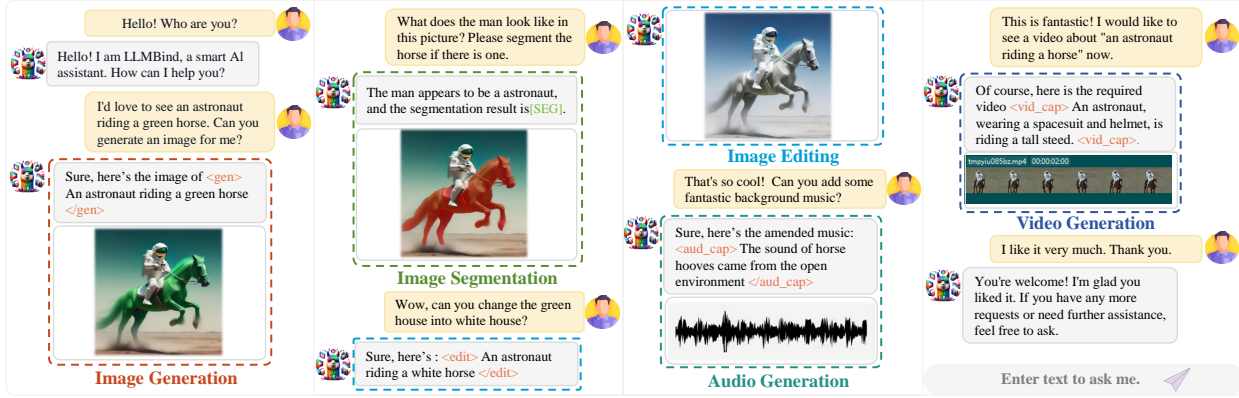 Hello! Who are you?
Hello! I am LLMBind, a smart AI
assistant. How can I help you?
I'd love to see an astronaut
riding a green horse. Can you
generate an image for me?
Sure, here's the image of <gen>
An astronaut riding a green horse
</gen>
Image Generation
What does the man look like in
this picture? Please segment the
horse if there is one.
The man appears to be a astronaut,
and the segmentation result is[SEG].
Image Segmentation
Wow, can you change the green
house into white house?
Sure, here's : <edit> An astronaut
riding a white horse </edit>
Image Editing
That's so cool! Can you add some
fantastic background music?
Sure, here's the amended music:
<aud_cap> The sound of horse
hooves came from the open
environment </aud_cap>
Audio Generation
This is fantastic! I would like to
see a video about "an astronaut
riding a horse" now.
Of course, here is the required
video <vid_cap> An astronaut,
wearing a spacesuit and helmet, is
riding a tall steed. <vid_cap>.
tmpyiu085bz.mp4 00:00:02:00
Video Generation
I like it very much. Thank you.
You're welcome! I'm glad you
liked it. If you have any more
requests or need further assistance,
feel free to ask.
Enter text to ask me.